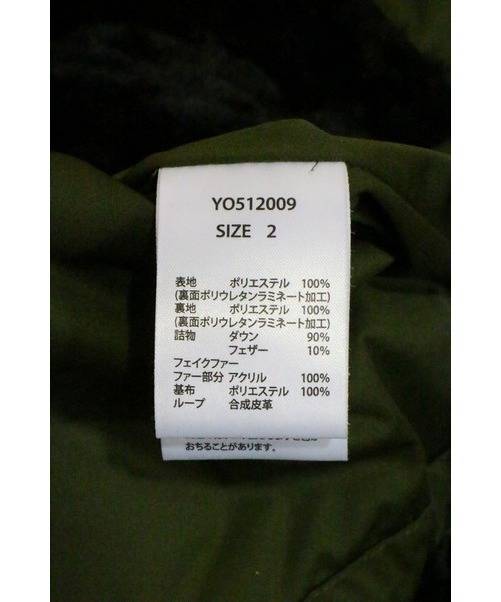 YO512009
SIZE 2
表地 ポリエステル 100%
(裏面ポリウレタンラミネート加工)
裏地 ポリエステル 100%
(裏面ポリウレタンラミネート加工)
詰物 ダウン 90%
フェザー 10%
フェイクファー
ファー部分 アクリル 100%
基布 ポリエステル 100%
ループ 合成皮革
おちることがあります。